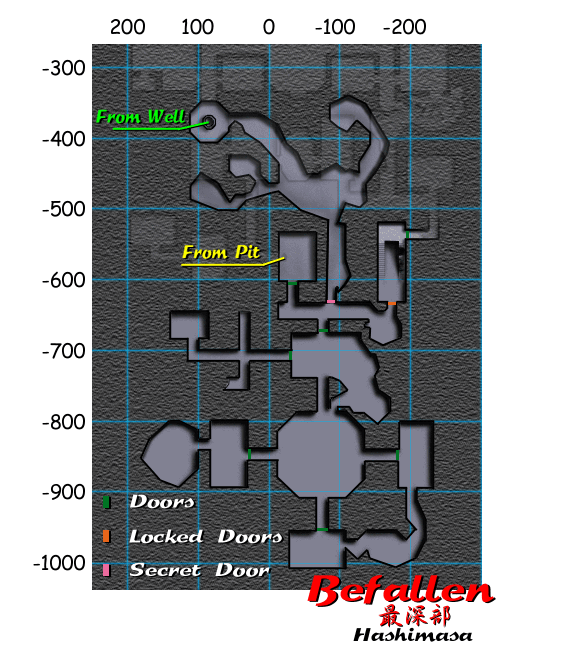 200 100 0 -100 -200
-300
From Well
-400
-500
From Pit
-600
-700
-800
-900
Doors
Locked Doors
-1000
Secret Door
Befallen
最深部
Hashimasa